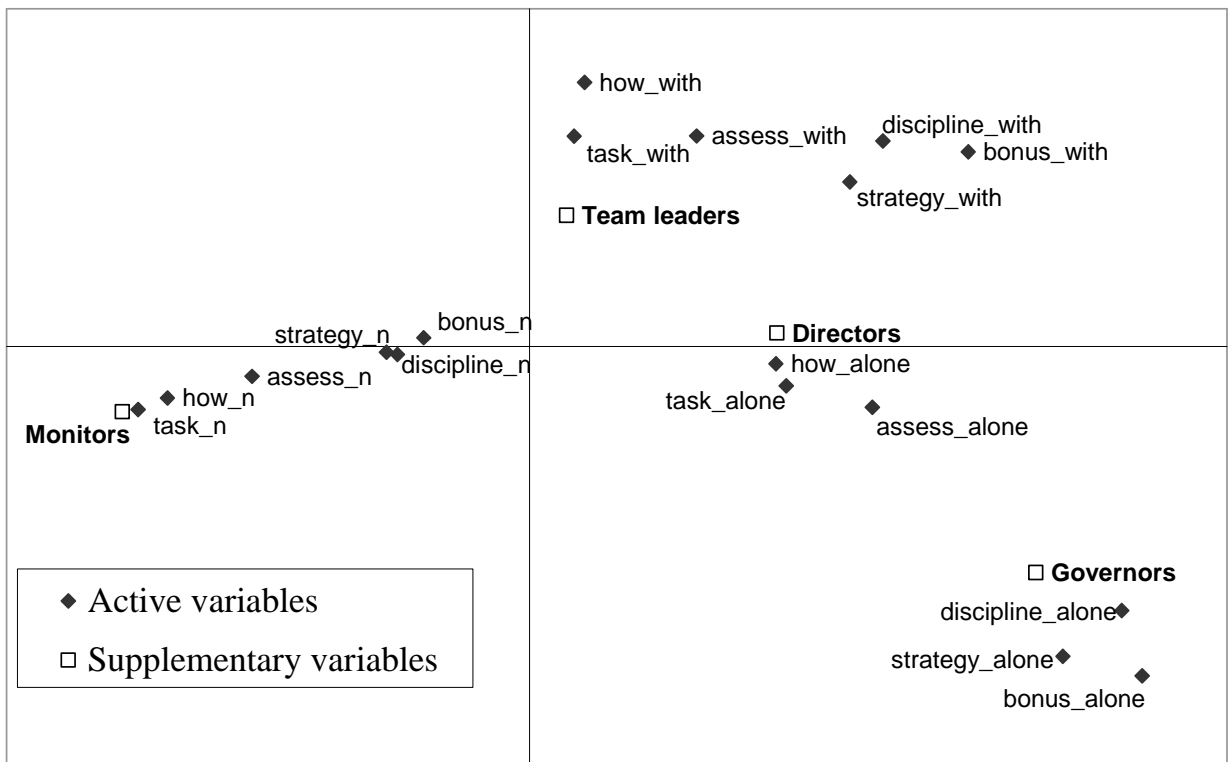 how_with
discipline_with
task_with
assess_with
bonus_with
strategy_with
Team leaders
bonus_n
strategy_n
Directors
discipline_n
how_alone
assess_n
task_alone
how_n
assess_alone
task_n
Monitors
Governors
Active variables
discipline_alone
Supplementary variables
strategy_alone
bonus_alone